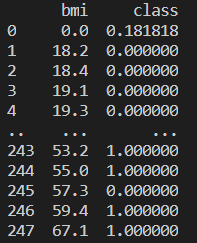 bmi class
0 0.0 0.181818
1 18.2 0.000000
2 18.4 0.000000
3 19.1 0.000000
4 19.3 0.000000
.. ... ...
243 53.2 1.000000
244 55.0 1.000000
245 57.3 0.000000
246 59.4 1.000000
247 67.1 1.000000